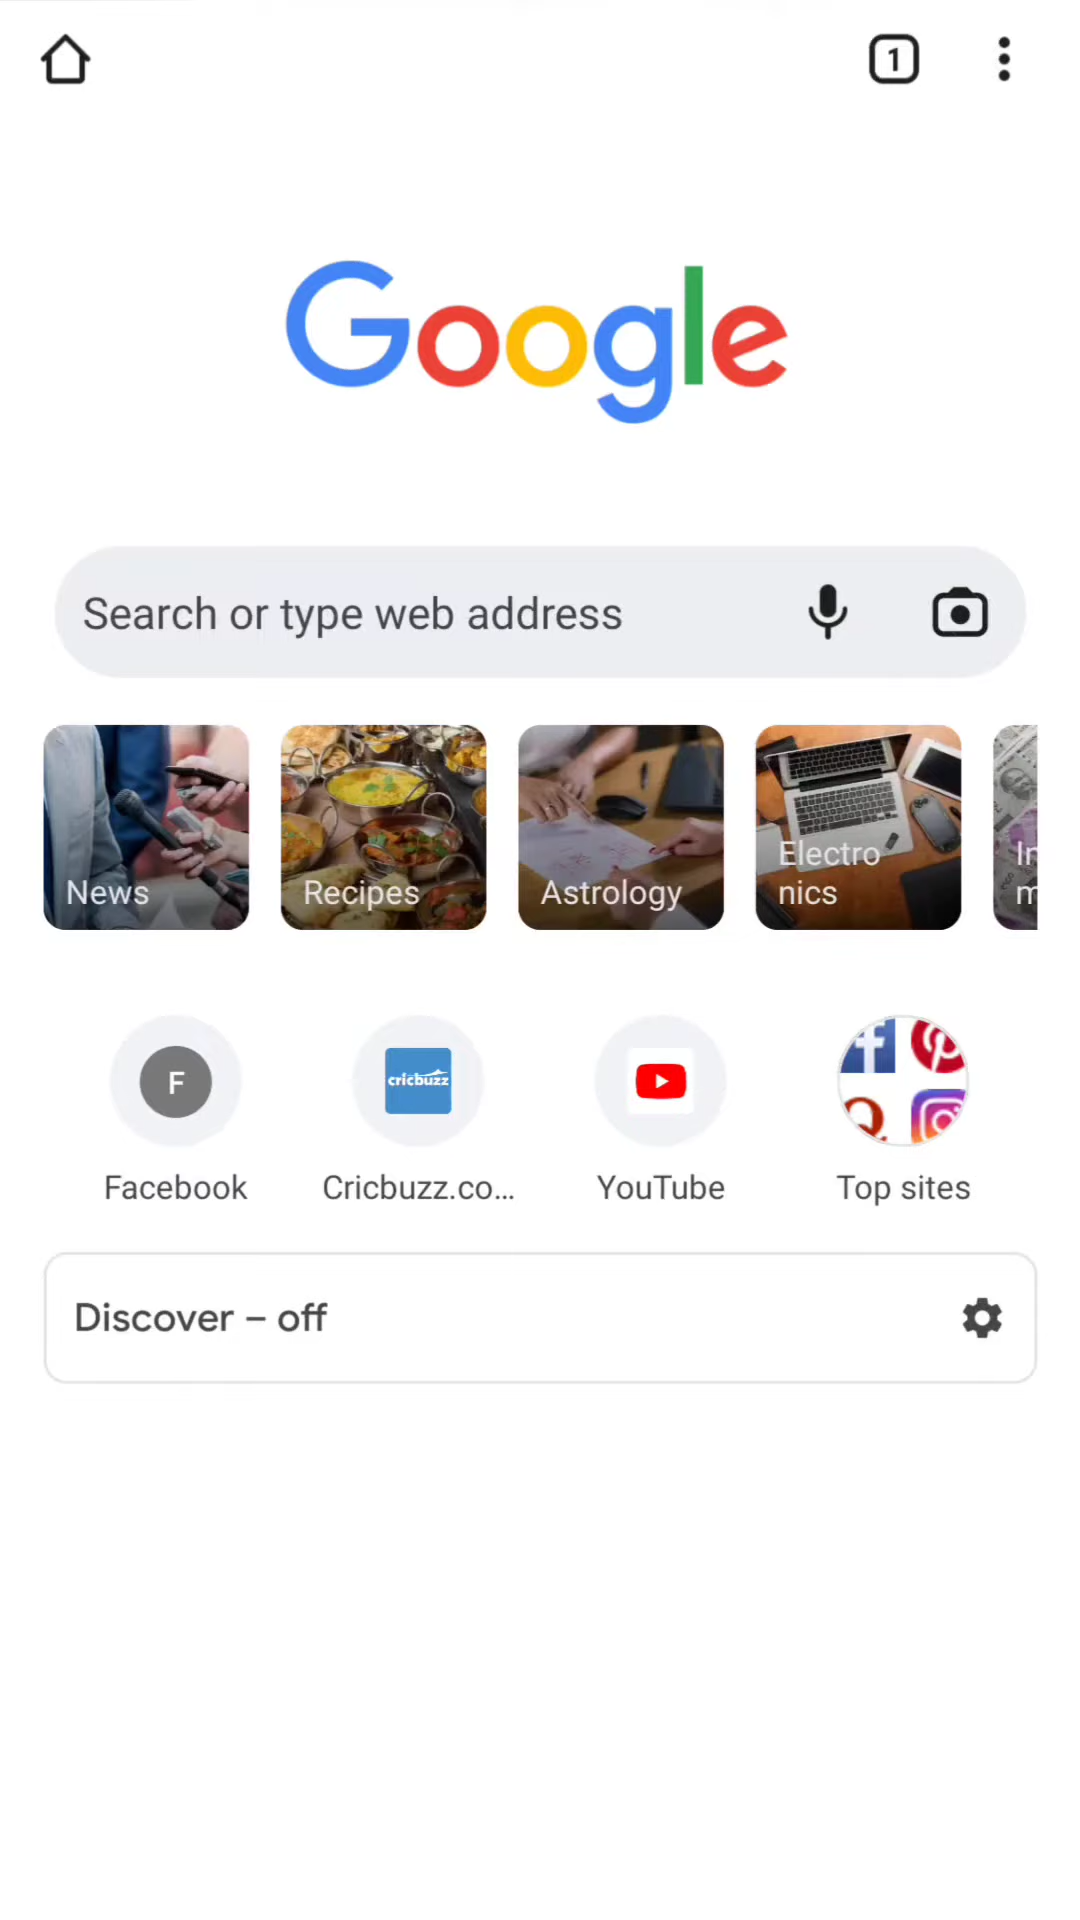 1
Google
Search or type web address
News
Recipes
Astrology
Electro
nics
F
cricbuzz
Facebook
Cricbuzz.co...
YouTube
Top sites
Discover – off